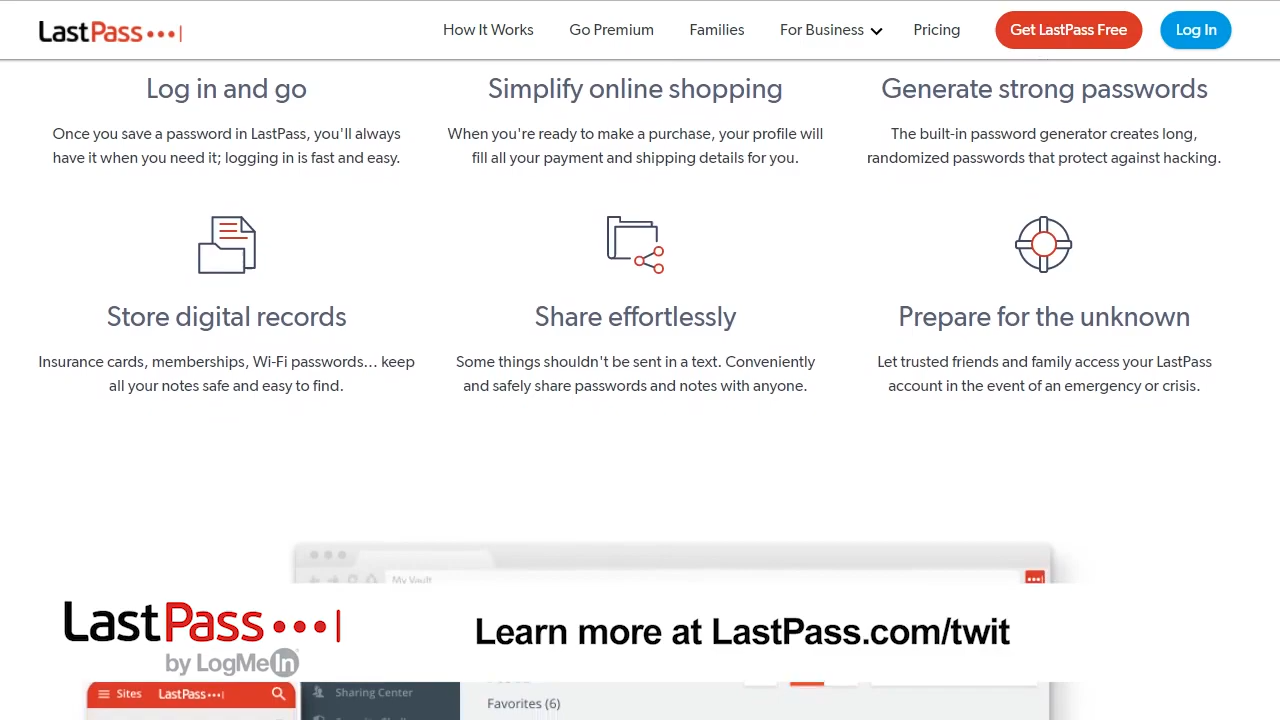 LastPass
How It Works
Go Premium
Families
For Business
Pricing
Get LastPass Free
Log In
Log in and go
Once you save a password in LastPass, you'll always
have it when you need it; logging in is fast and easy.
Simplify online shopping
When you're ready to make a purchase, your profile will
fill all your payment and shipping details for you.
Generate strong passwords
The built-in password generator creates long,
randomized passwords that protect against hacking.
Store digital records
Insurance cards, memberships, Wi-Fi passwords... keep
all your notes safe and easy to find.
Share effortlessly
Some things shouldn't be sent in a text. Conveniently
and safely share passwords and notes with anyone.
Prepare for the unknown
Let trusted friends and family access your LastPass
account in the event of an emergency or crisis.
My Vault
LastPass
by LogMeIn
Learn more at LastPass.com/twit
Sites
LastPass
Sharing Center
Favorites (6)